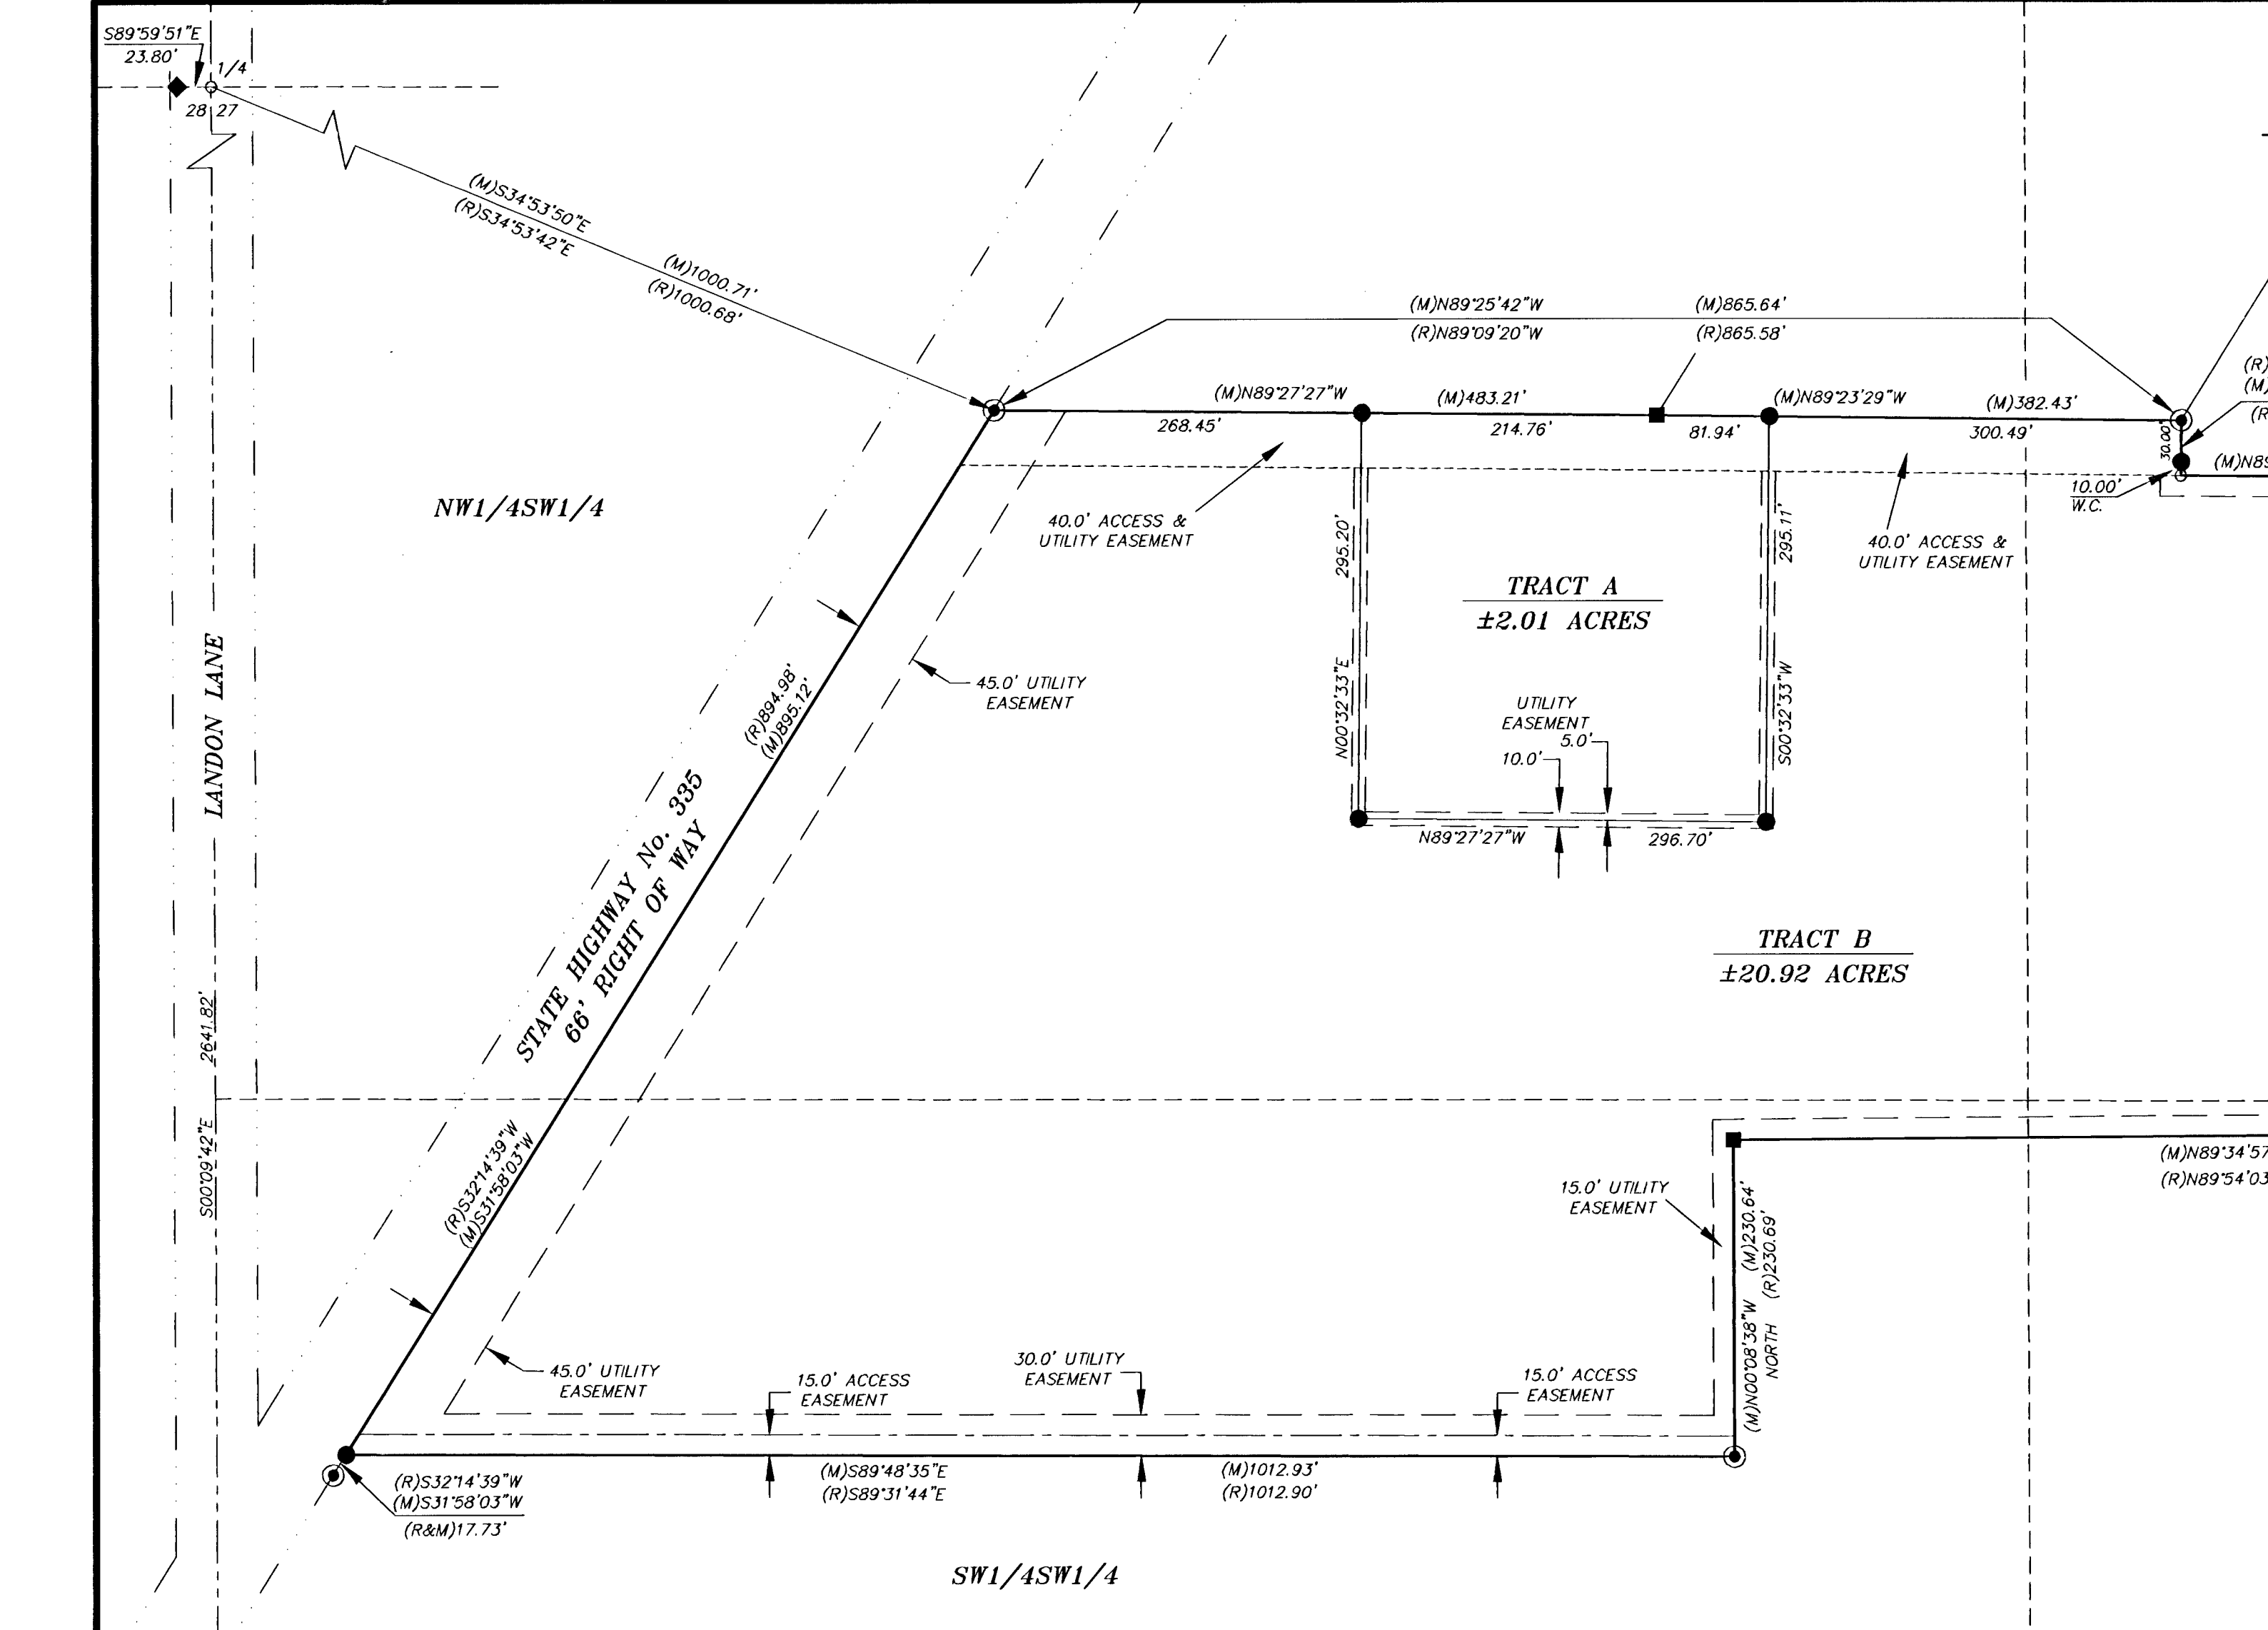 S89°59'51"E
23.80'
1/4
28 27
(M)S34°53'50"E
(R)S34°53'42"E
(M)1000.71'
(R)1000.68'
(M)N89°25'42"W (M)865.64'
(R)N89°09'20"W (R)865.58'
(M)N89°27'27"W (M)483.21' (M)N89°23'29"W (M)382.43'
268.45' 214.76' 81.94' 300.49'
30.00'
(R)
(M)
(R
(M)N89
10.00'
W.C.
NW1/4SW1/4
40.0' ACCESS &
UTILITY EASEMENT
40.0' ACCESS &
UTILITY EASEMENT
295.20'
N00°32'33"E
295.11'
S00°32'33"W
TRACT A
±2.01 ACRES
45.0' UTILITY
EASEMENT
UTILITY
EASEMENT
5.0'
10.0'
N89°27'27"W 296.70'
LANDON LANE
(R)894.98'
(M)895.12'
STATE HIGHWAY No. 335
66' RIGHT OF WAY
TRACT B
±20.92 ACRES
S00°09'42"E 2641.82'
(R)S32°14'39"W
(M)S31°58'03"W
15.0' UTILITY
EASEMENT
(M)N00°08'38"W (M)230.64'
NORTH (R)230.69'
(M)N89°34'57
(R)N89°54'03
45.0' UTILITY
EASEMENT
15.0' ACCESS
EASEMENT
30.0' UTILITY
EASEMENT
15.0' ACCESS
EASEMENT
(R)S32°14'39"W
(M)S31°58'03"W
(R&M)17.73'
(M)S89°48'35"E (M)1012.93'
(R)S89°31'44"E (R)1012.90'
SW1/4SW1/4